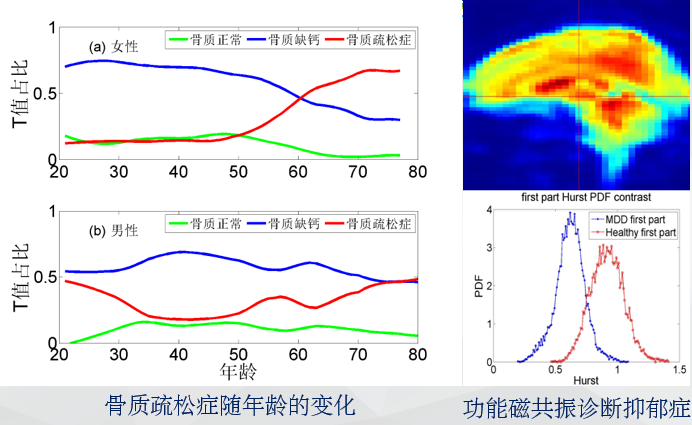 (a) 女性
骨质正常 骨质缺钙 骨质疏松症
T值占比
1
0.5
0
20 30 40 50 60 70 80
(b) 男性
骨质正常 骨质缺钙 骨质疏松症
T值占比
1
0.5
0
20 30 40 50 60 70 80
年龄
骨质疏松症随年龄的变化
first part Hurst PDF contrast
MDD first part
Healthy first part
PDF
4
3
2
1
0
0 0.5 1 1.5
Hurst
功能磁共振诊断抑郁症